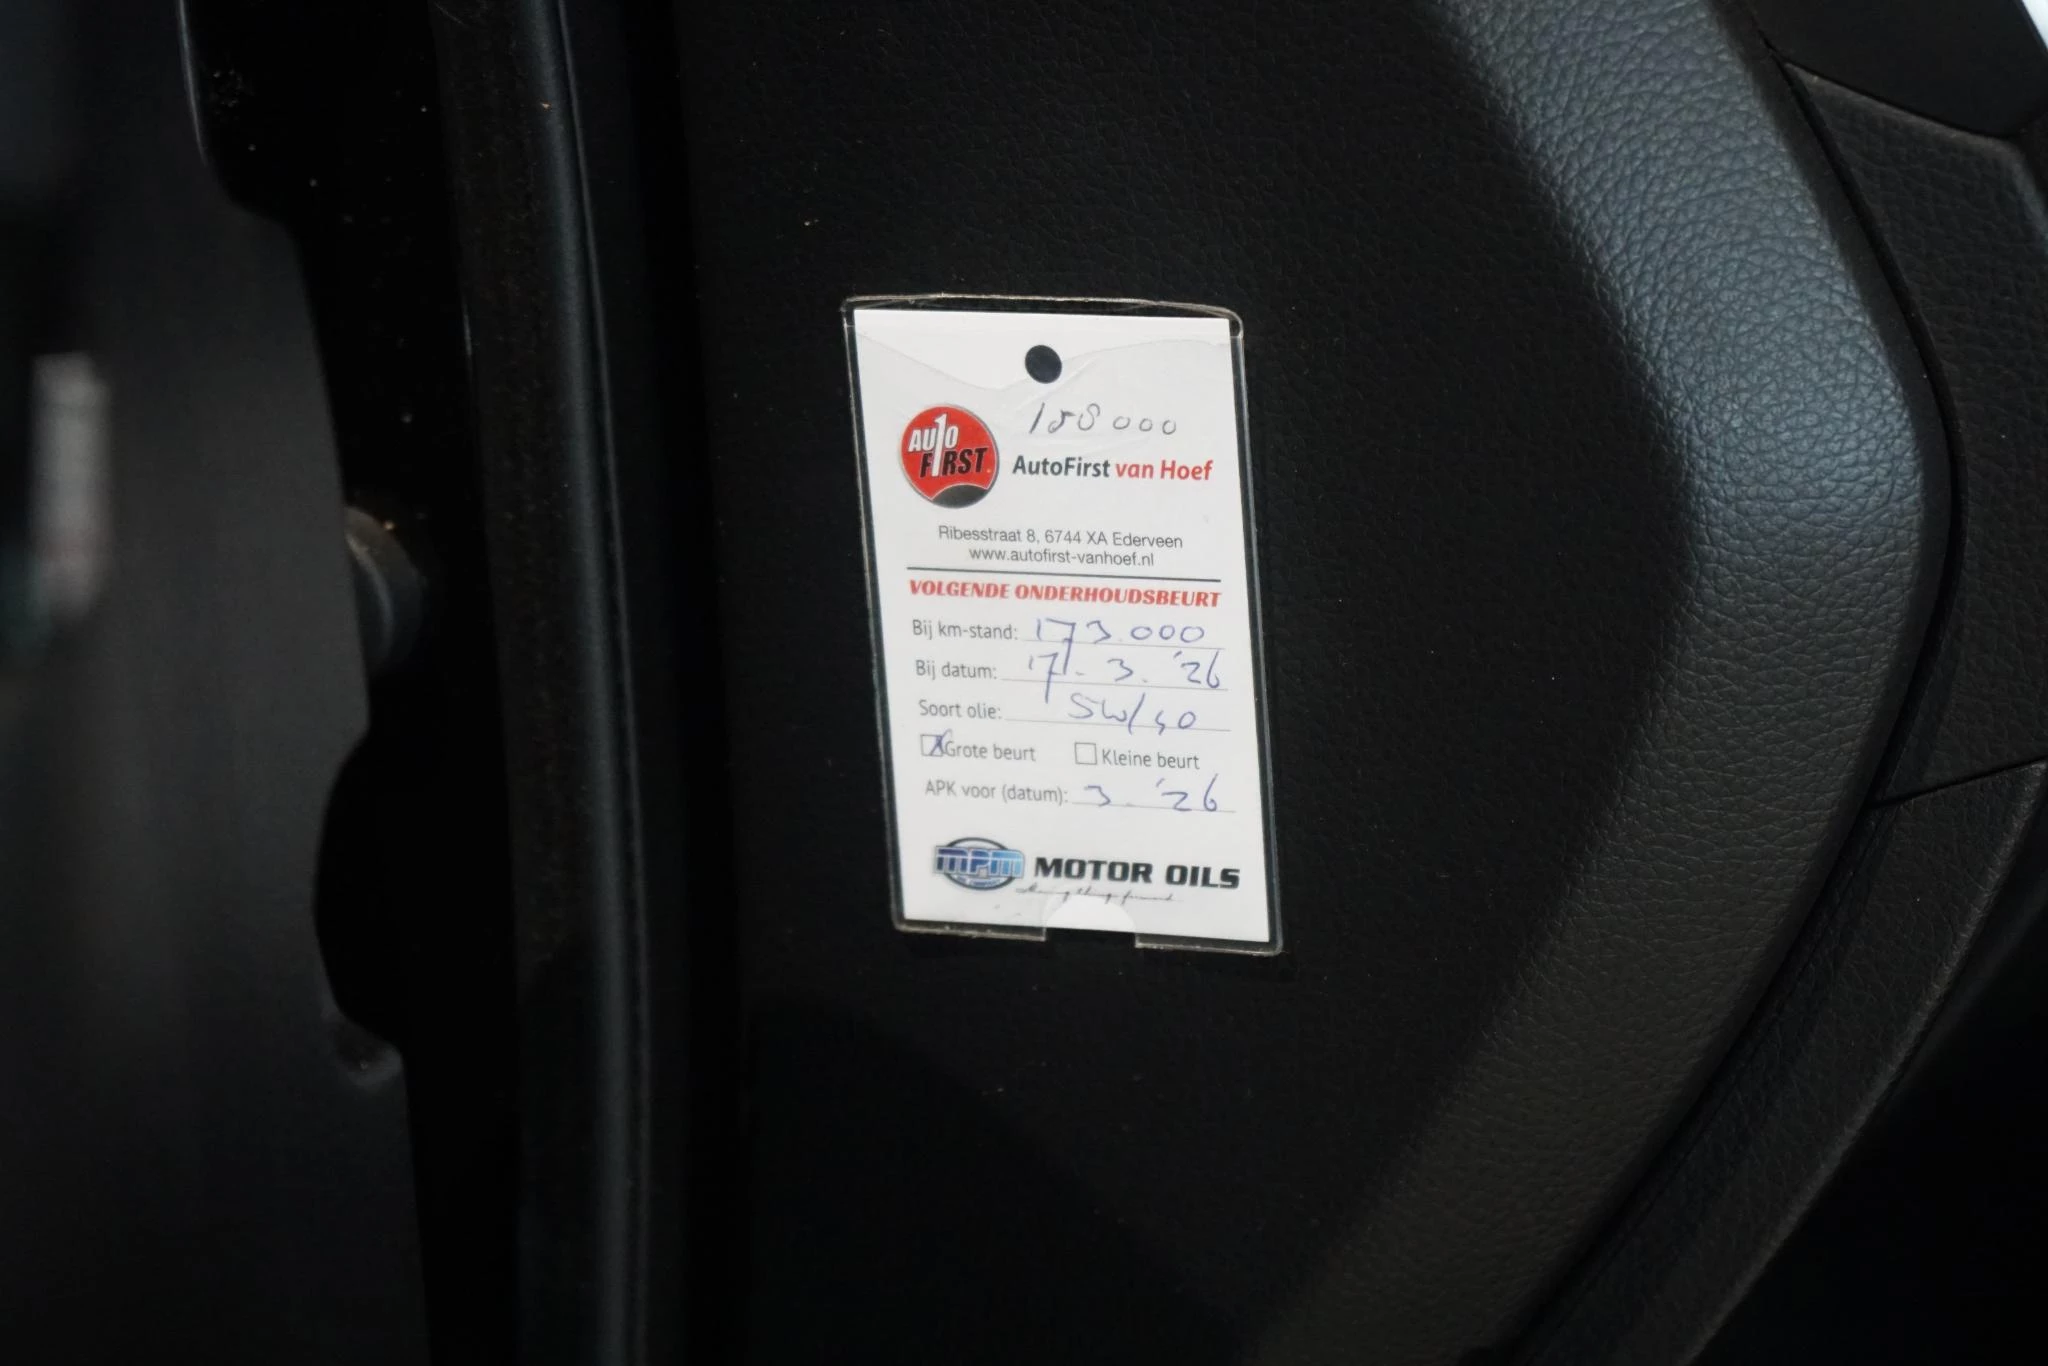 158000
AUTO
FIRST
AutoFirst van Hoef
Ribesstraat 8, 6744 XA Ederveen
www.autofirst-vanhoef.nl
VOLGENDE ONDERHOUDSBEURT
Bij km-stand: 173.000
Bij datum: 17-3.'26
Soort olie: 5W/40
Grote beurt Kleine beurt
APK voor (datum): 3.'26
MPM MOTOR OILS